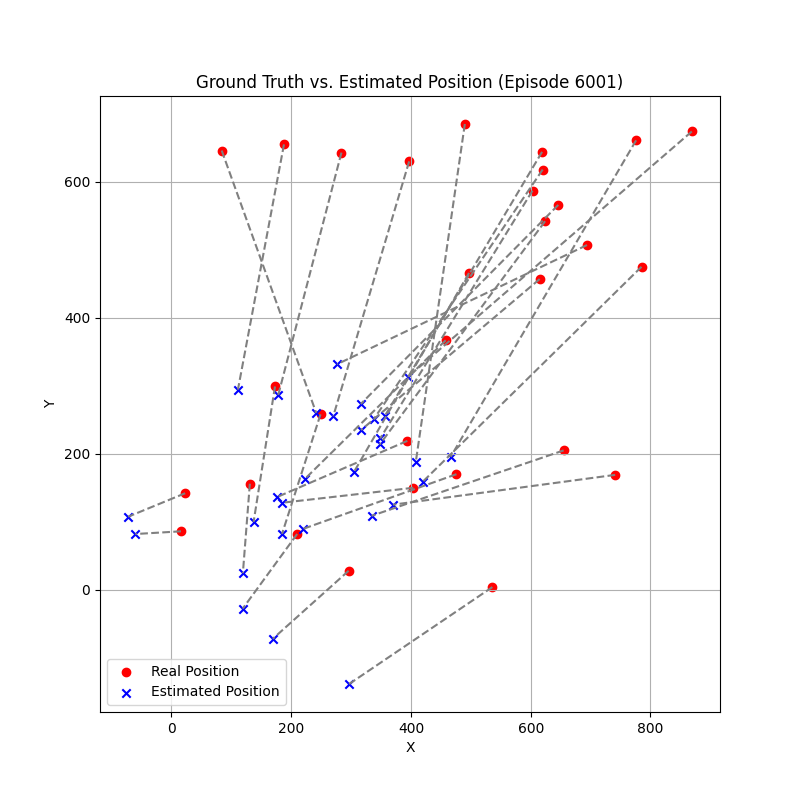 Ground Truth vs. Estimated Position (Episode 6001)
Y
600
400
200
0
Real Position
Estimated Position
0 200 400 600 800
X